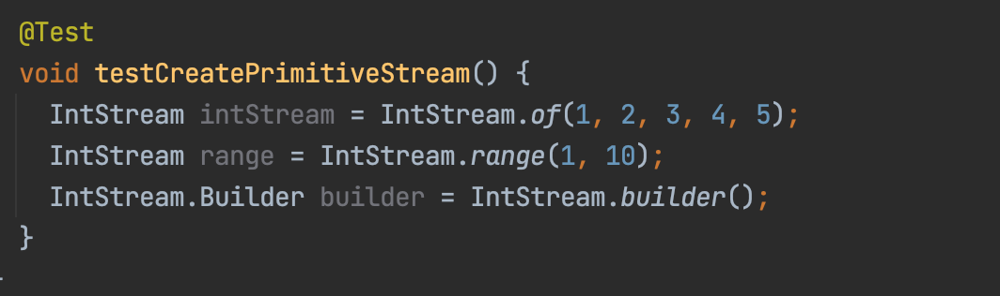 @Test
void testCreatePrimitiveStream() {
  IntStream intStream = IntStream.of(1, 2, 3, 4, 5);
  IntStream range = IntStream.range(1, 10);
  IntStream.Builder builder = IntStream.builder();
}